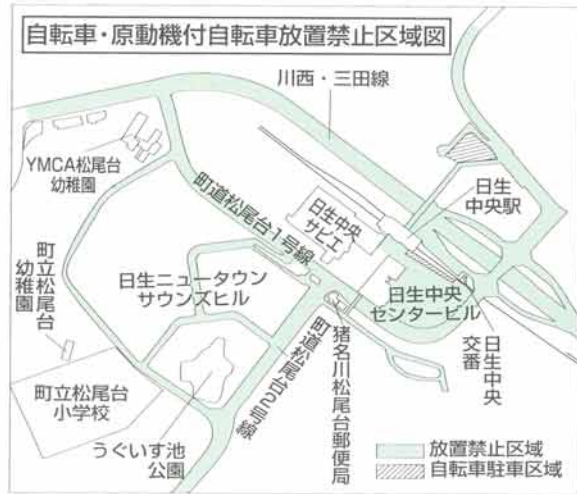 自転車・原動機付自転車放置禁止区域図
川西・三田線
YMCA松尾台
幼稚園
日生
中央駅
町道松尾台1号線
日生中央
サピエ
町立松尾台
幼稚園
日生ニュータウン
サウンズヒル
日生中央
センタービル
日生中央
交番
町道松尾台2号線
猪名川松尾台郵便局
町立松尾台
小学校
うぐいす池
公園
放置禁止区域
自転車駐車区域